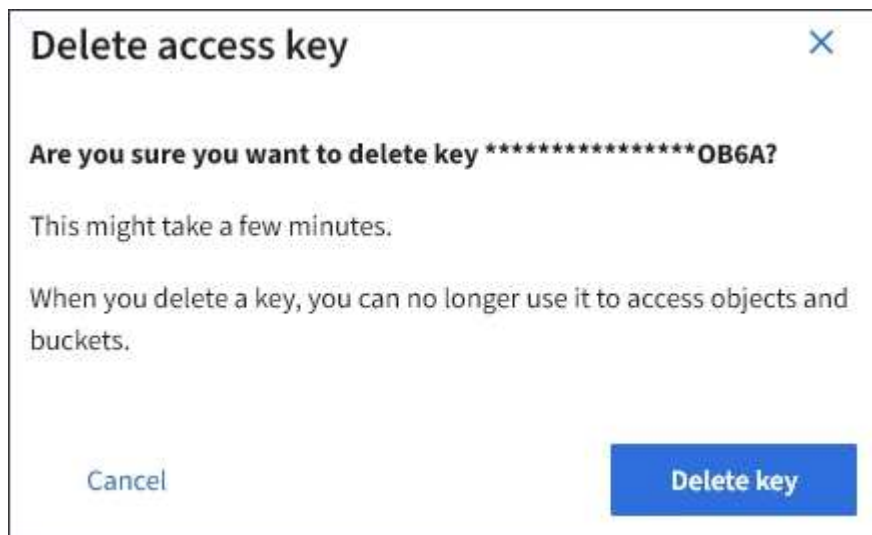 Delete access key
Are you sure you want to delete key ****************OB6A?
This might take a few minutes.
When you delete a key, you can no longer use it to access objects and
buckets.
Cancel
Delete key